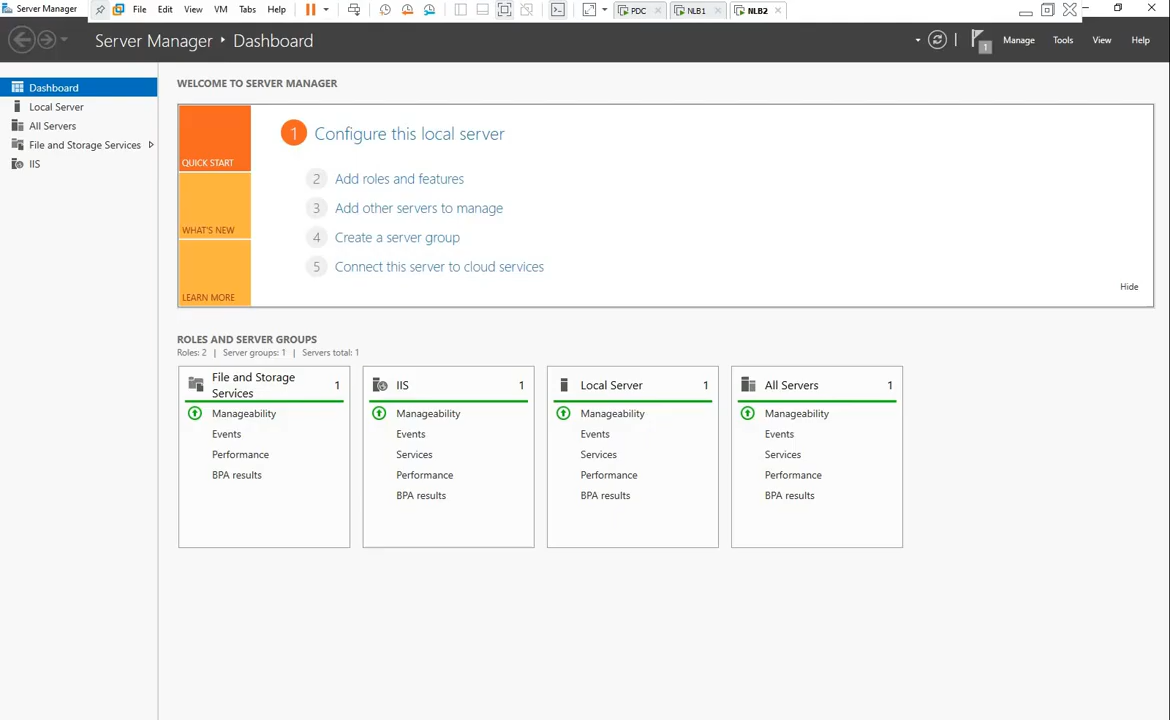 Server Manager
File Edit View VM Tabs Help
PDC NLB1 NLB2
Server Manager Dashboard
1 Manage Tools View Help
Dashboard
Local Server
All Servers
File and Storage Services
IIS
WELCOME TO SERVER MANAGER
QUICK START
WHAT'S NEW
LEARN MORE
1 Configure this local server
2 Add roles and features
3 Add other servers to manage
4 Create a server group
5 Connect this server to cloud services
Hide
ROLES AND SERVER GROUPS
Roles: 2 | Server groups: 1 | Servers total: 1
File and Storage
Services 1
Manageability
Events
Performance
BPA results
IIS 1
Manageability
Events
Services
Performance
BPA results
Local Server 1
Manageability
Events
Services
Performance
BPA results
All Servers 1
Manageability
Events
Services
Performance
BPA results